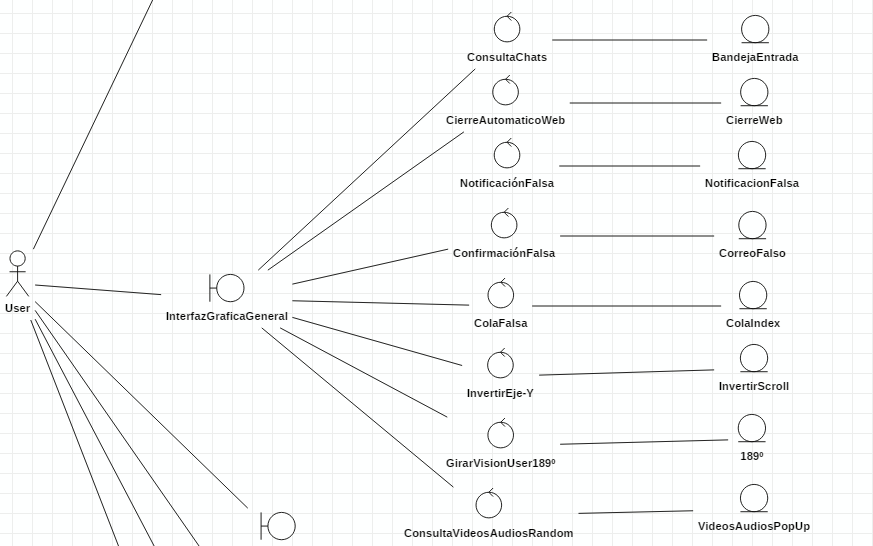 ConsultaChats
BandejaEntrada
CierreAutomaticoWeb
CierreWeb
NotificaciónFalsa
NotificacionFalsa
ConfirmaciónFalsa
CorreoFalso
User
InterfazGraficaGeneral
ColaFalsa
ColaIndex
InvertirEje-Y
InvertirScroll
GirarVisionUser189º
189º
ConsultaVideosAudiosRandom
VideosAudiosPopUp